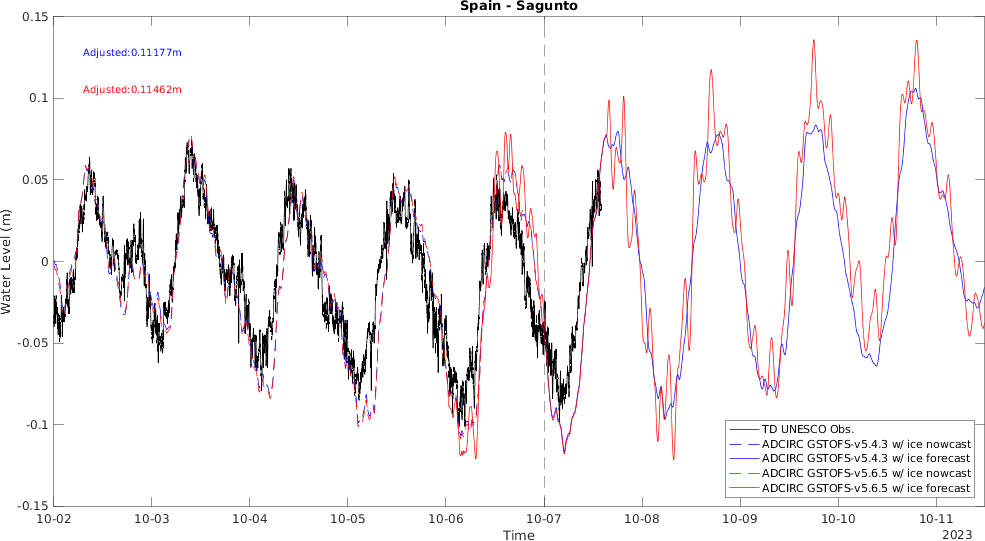 Spain - Sagunto
0.15
Adjusted:0.11177m
Adjusted:0.11462m
0.1
0.05
0
-0.05
-0.1
-0.15
Water Level (m)
TD UNESCO Obs.
ADCIRC GSTOFS-v5.4.3 w/ ice nowcast
ADCIRC GSTOFS-v5.4.3 w/ ice forecast
ADCIRC GSTOFS-v5.6.5 w/ ice nowcast
ADCIRC GSTOFS-v5.6.5 w/ ice forecast
10-02 10-03 10-04 10-05 10-06 10-07 10-08 10-09 10-10 10-11
Time
2023